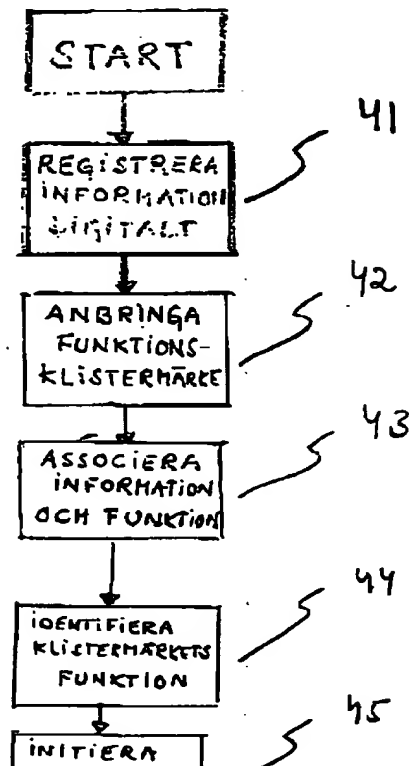 START
41
REGISTRERA
INFORMATION
DIGITALT
42
ANBRINGA
FUNKTIONS-
KLISTERMÄRKE
43
ASSOCIERA
INFORMATION
OCH FUNKTION
44
IDENTIFIERA
KLISTERMÄRKETS
FUNKTION
45
INITIERA